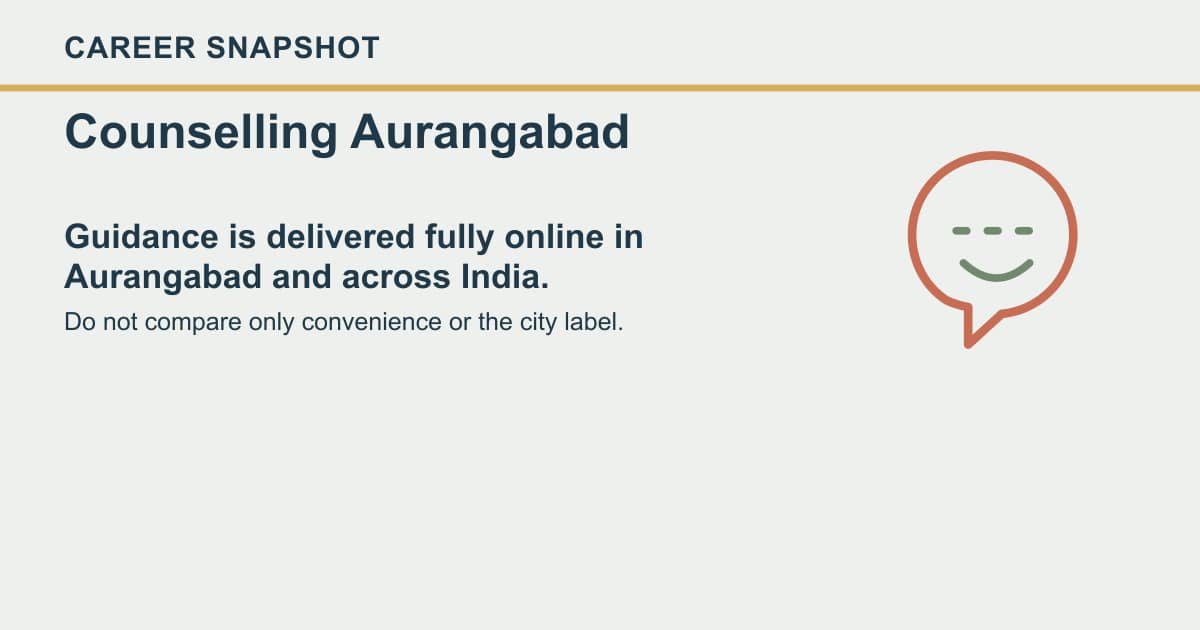 CAREER SNAPSHOT
Counselling Aurangabad
Guidance is delivered fully online in
Aurangabad and across India.
Do not compare only convenience or the city label.